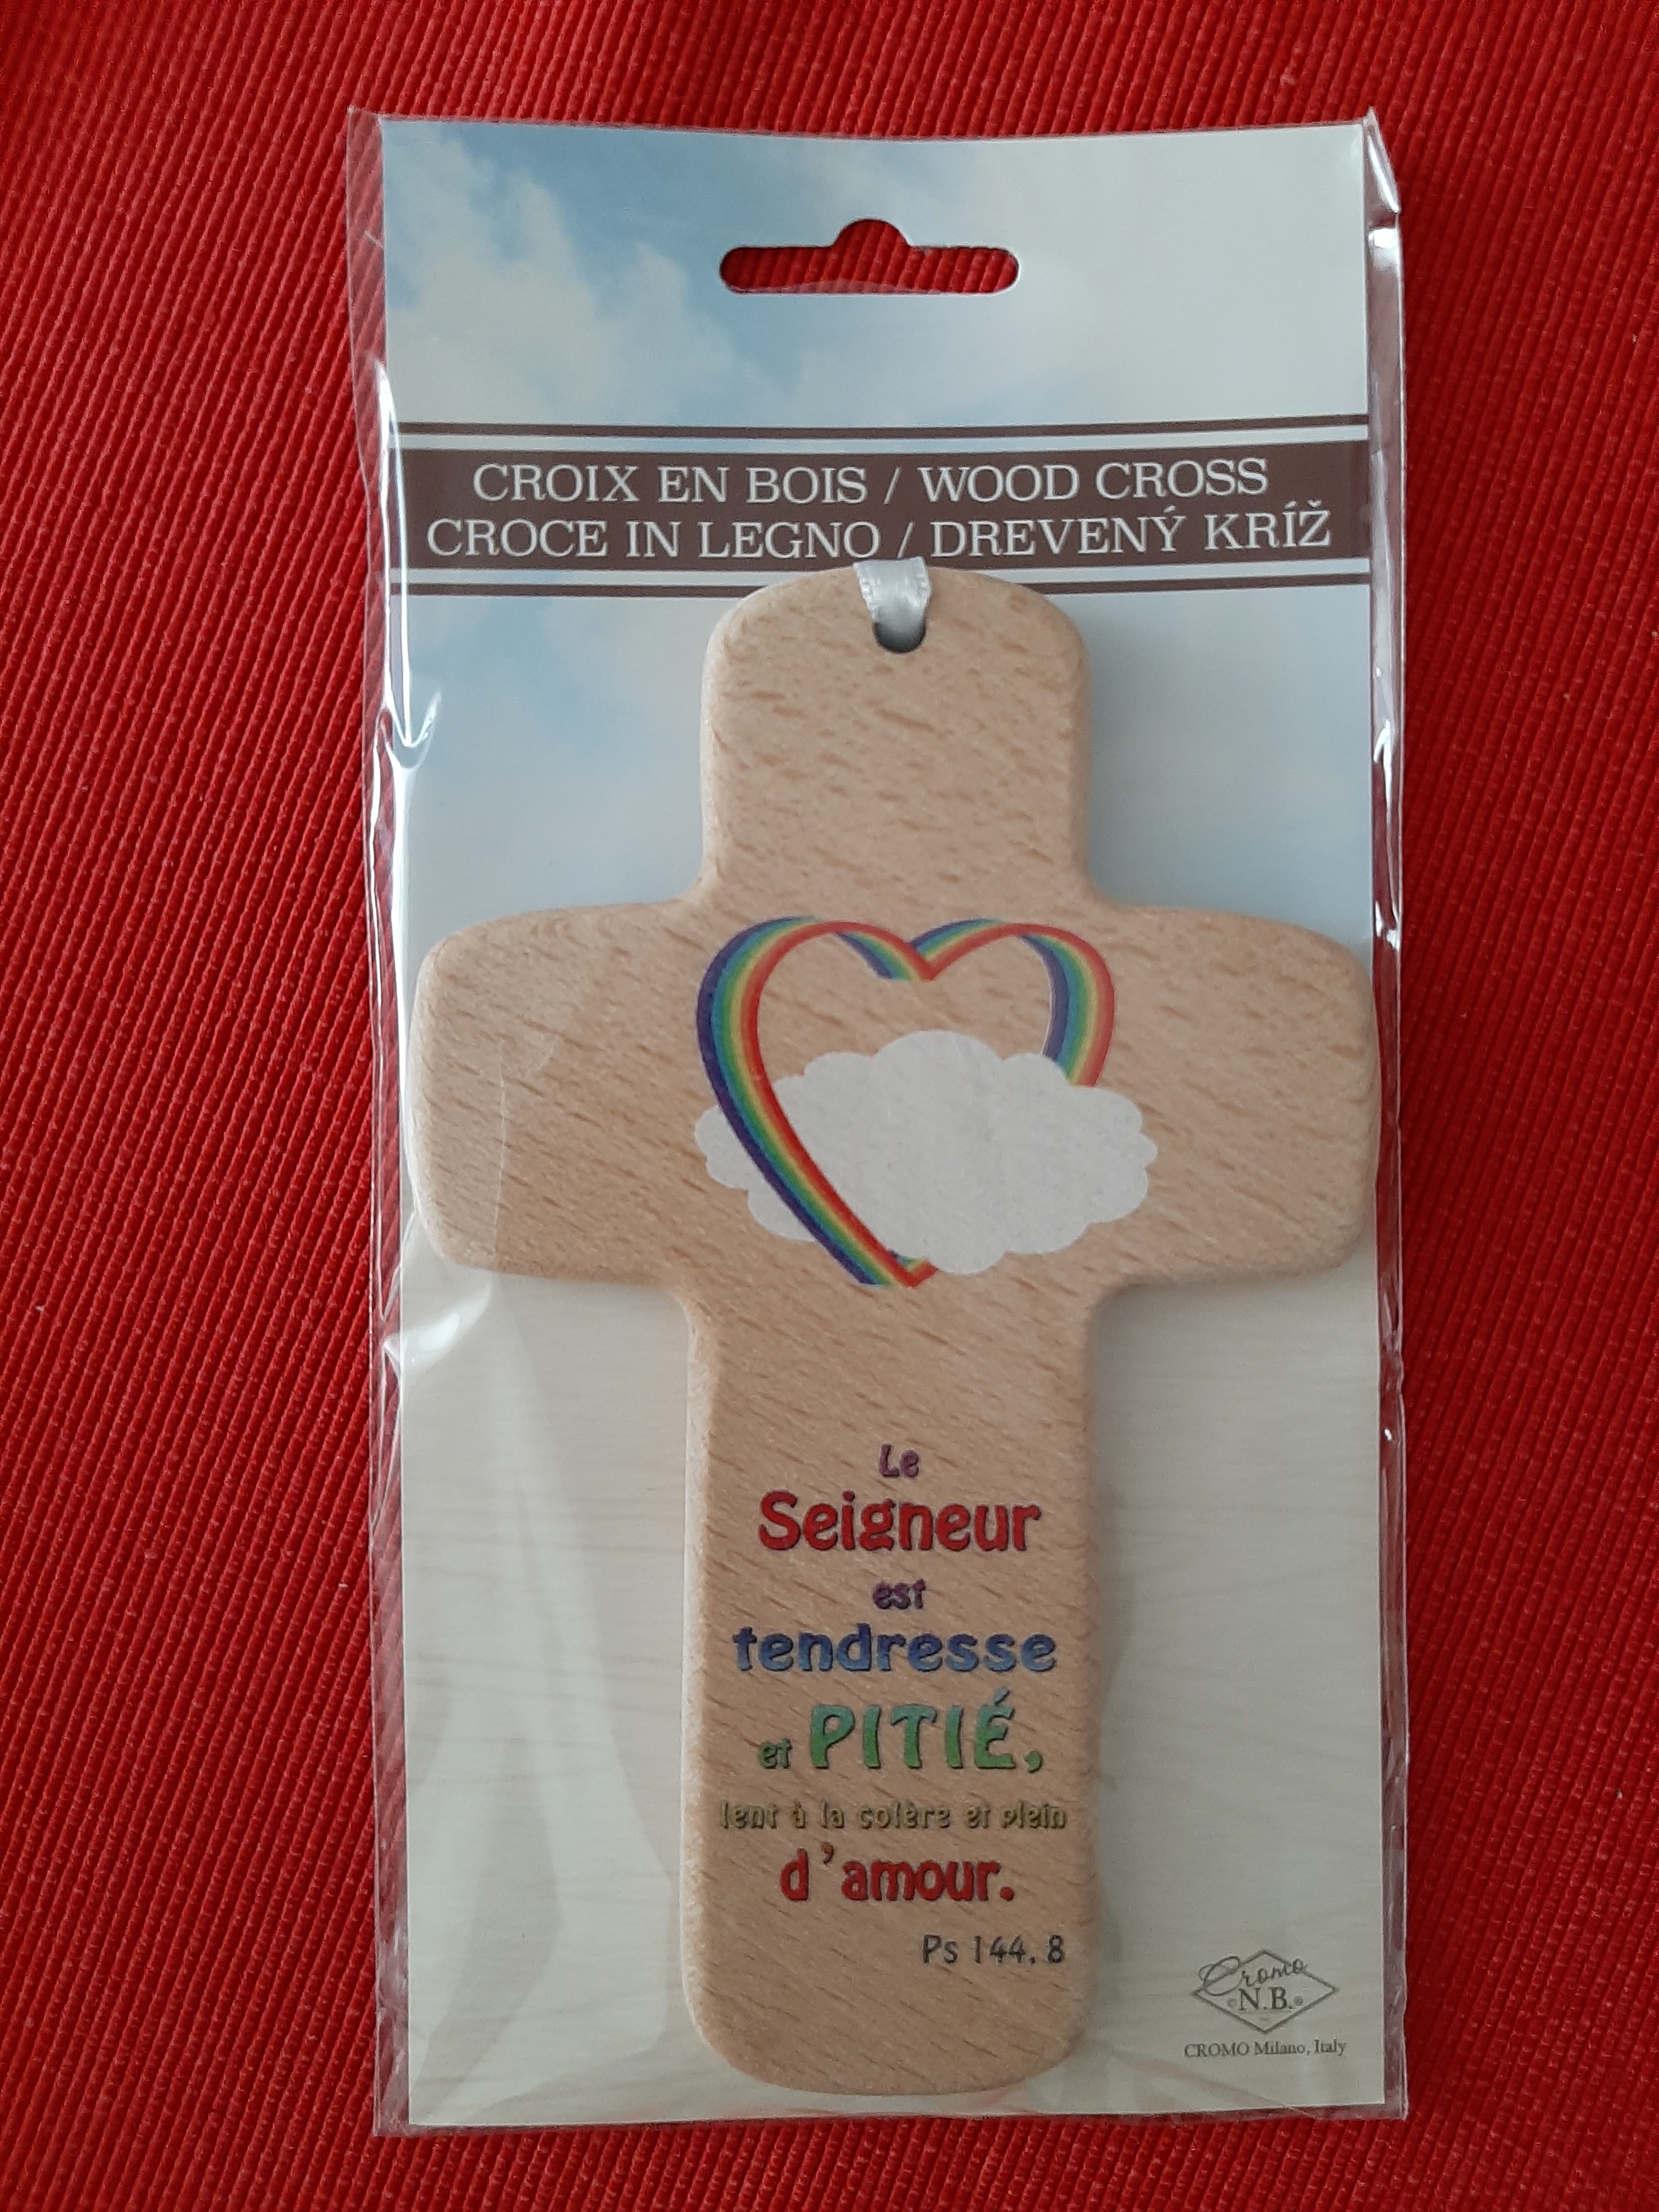 CROIX EN BOIS / WOOD CROSS
CROCE IN LEGNO / DREVENÝ KRÍŽ
Le
Seigneur
est
tendresse
et PITIÉ,
lent à la colère et plein
d'amour.
Ps 144, 8
Cromo
©N.B.®
CROMO Milano, Italy